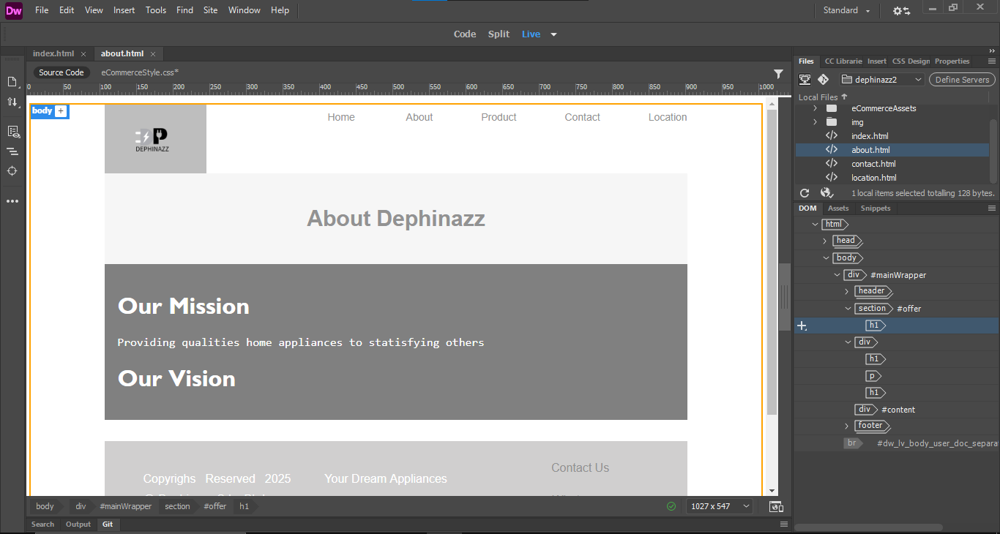 Dw File Edit View Insert Tools Find Site Window Help Standard
Code Split Live
index.html about.html
Source Code eCommerceStyle.css*
0 50 100 150 200 250 300 350 400 450 500 550 600 650 700 750 800 850 900 950 1000
body +
DEPHINAZZ
Home About Product Contact Location
About Dephinazz
Our Mission
Providing qualities home appliances to statisfying others
Our Vision
Contact Us
Copyrighs Reserved 2025 Your Dream Appliances
body div #mainWrapper section #offer h1 1027 x 547
Search Output Git
Files CC Librarie Insert CSS Design Properties
dephinazz2 Define Servers
Local Files
eCommerceAssets
img
index.html
about.html
contact.html
location.html
1 local items selected totalling 128 bytes.
DOM Assets Snippets
html
head
body
div #mainWrapper
header
section #offer
h1
div
h1
p
h1
div #content
footer
br #dw_lv_body_user_doc_separa